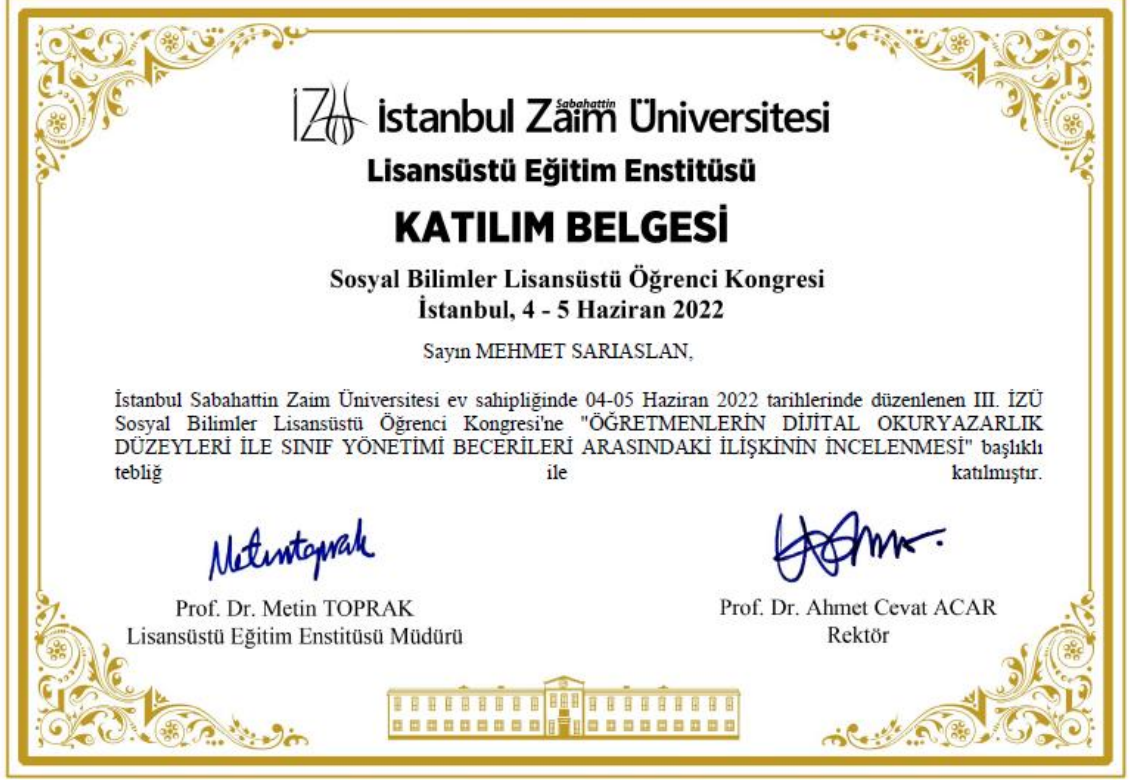 İZÜ İstanbul Sabahattin Zaim Üniversitesi
Lisansüstü Eğitim Enstitüsü
KATILIM BELGESİ
Sosyal Bilimler Lisansüstü Öğrenci Kongresi
İstanbul, 4 - 5 Haziran 2022
Sayın MEHMET SARIASLAN,
İstanbul Sabahattin Zaim Üniversitesi ev sahipliğinde 04-05 Haziran 2022 tarihlerinde düzenlenen III. İZÜ
Sosyal Bilimler Lisansüstü Öğrenci Kongresi'ne "ÖĞRETMENLERİN DİJİTAL OKURYAZARLIK
DÜZEYLERİ İLE SINIF YÖNETİMİ BECERİLERİ ARASINDAKİ İLİŞKİNİN İNCELENMESİ" başlıklı
tebliğ ile katılmıştır.
Metintoprak
Prof. Dr. Metin TOPRAK
Lisansüstü Eğitim Enstitüsü Müdürü
Prof. Dr. Ahmet Cevat ACAR
Rektör